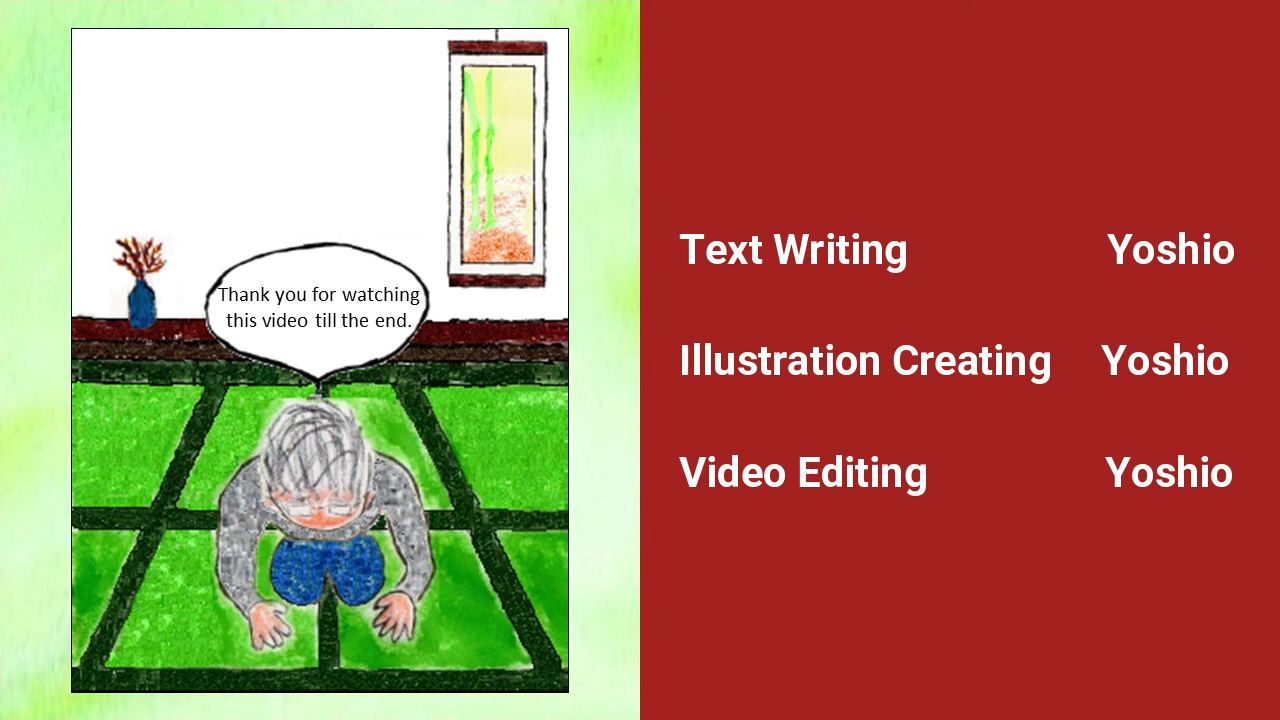 Thank you for watching
this video till the end.
Text Writing Yoshio
Illustration Creating Yoshio
Video Editing Yoshio